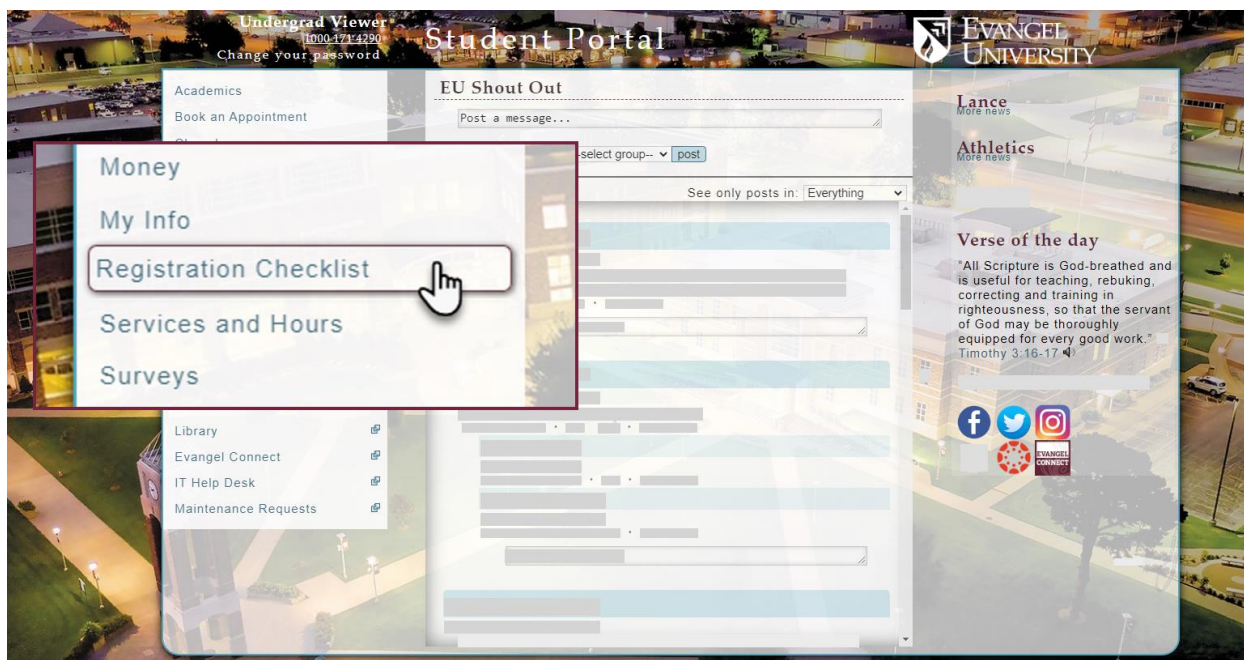 Undergrad Viewer
1000-171-4290
Change your password
Student Portal
EVANGEL
UNIVERSITY
Academics
Book an Appointment
Money
My Info
Registration Checklist
Services and Hours
Surveys
Library
Evangel Connect
IT Help Desk
Maintenance Requests
EU Shout Out
Post a message...
-select group--
post
See only posts in:
Everything
Lance
More news
Athletics
More news
Verse of the day
"All Scripture is God-breathed and
is useful for teaching, rebuking,
correcting and training in
righteousness, so that the servant
of God may be thoroughly
equipped for every good work."
Timothy 3:16-17
EVANGEL
CONNECT